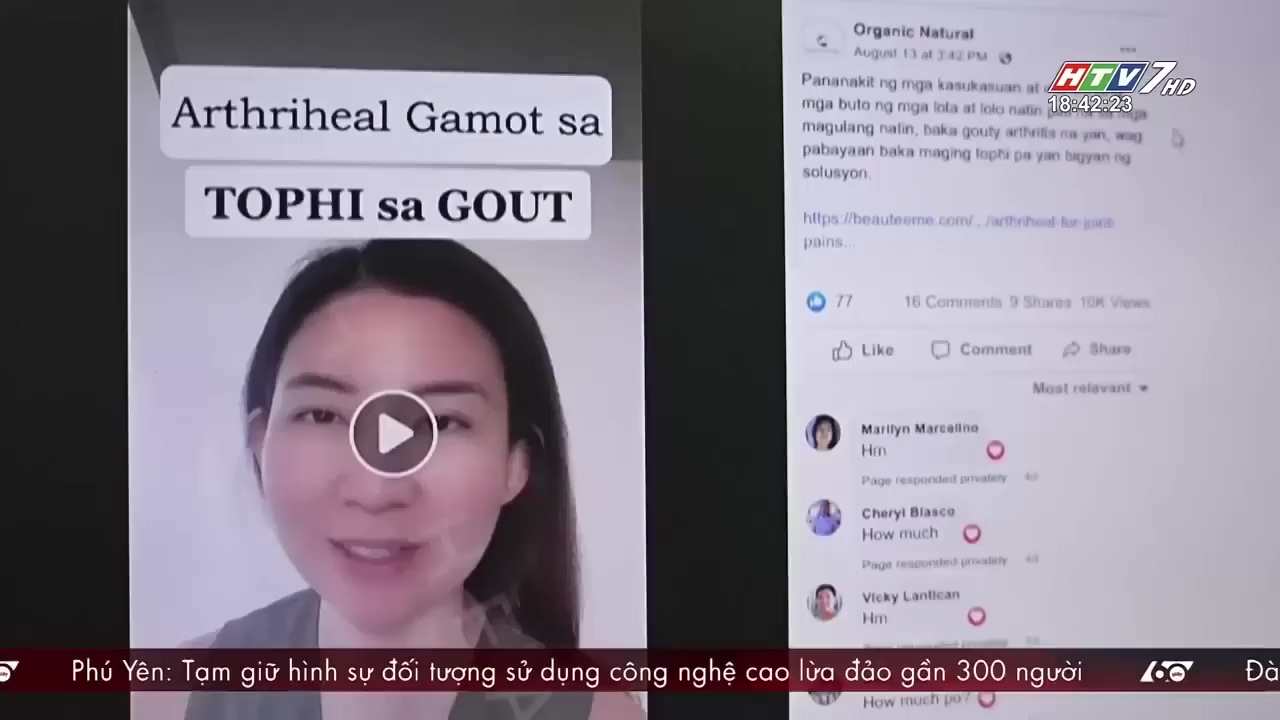 Arthriheal Gamot sa
TOPHI sa GOUT
Organic Natural
August 13 at 3:42 PM
HTV7 HD
18:42:23
Pananakit ng mga kasukasuan at
mga buto ng mga lola at lolo natin
magulang natin, baka gouty arthritis na yan, wag
pabayaan baka maging tophi pa yan bigyan ng
solusyon.
https://beauteeme.com/.../arthriheal-for-joint-
pains...
77
16 Comments 9 Shares 10K Views
Like
Comment
Share
Most relevant
Marilyn Marcelino
Hm
Page responded privately
Cheryl Blasco
How much
Page responded privately
Vicky Lantican
Hm
How much po?
Phú Yên: Tạm giữ hình sự đối tượng sử dụng công nghệ cao lừa đảo gần 300 người
60
Đà